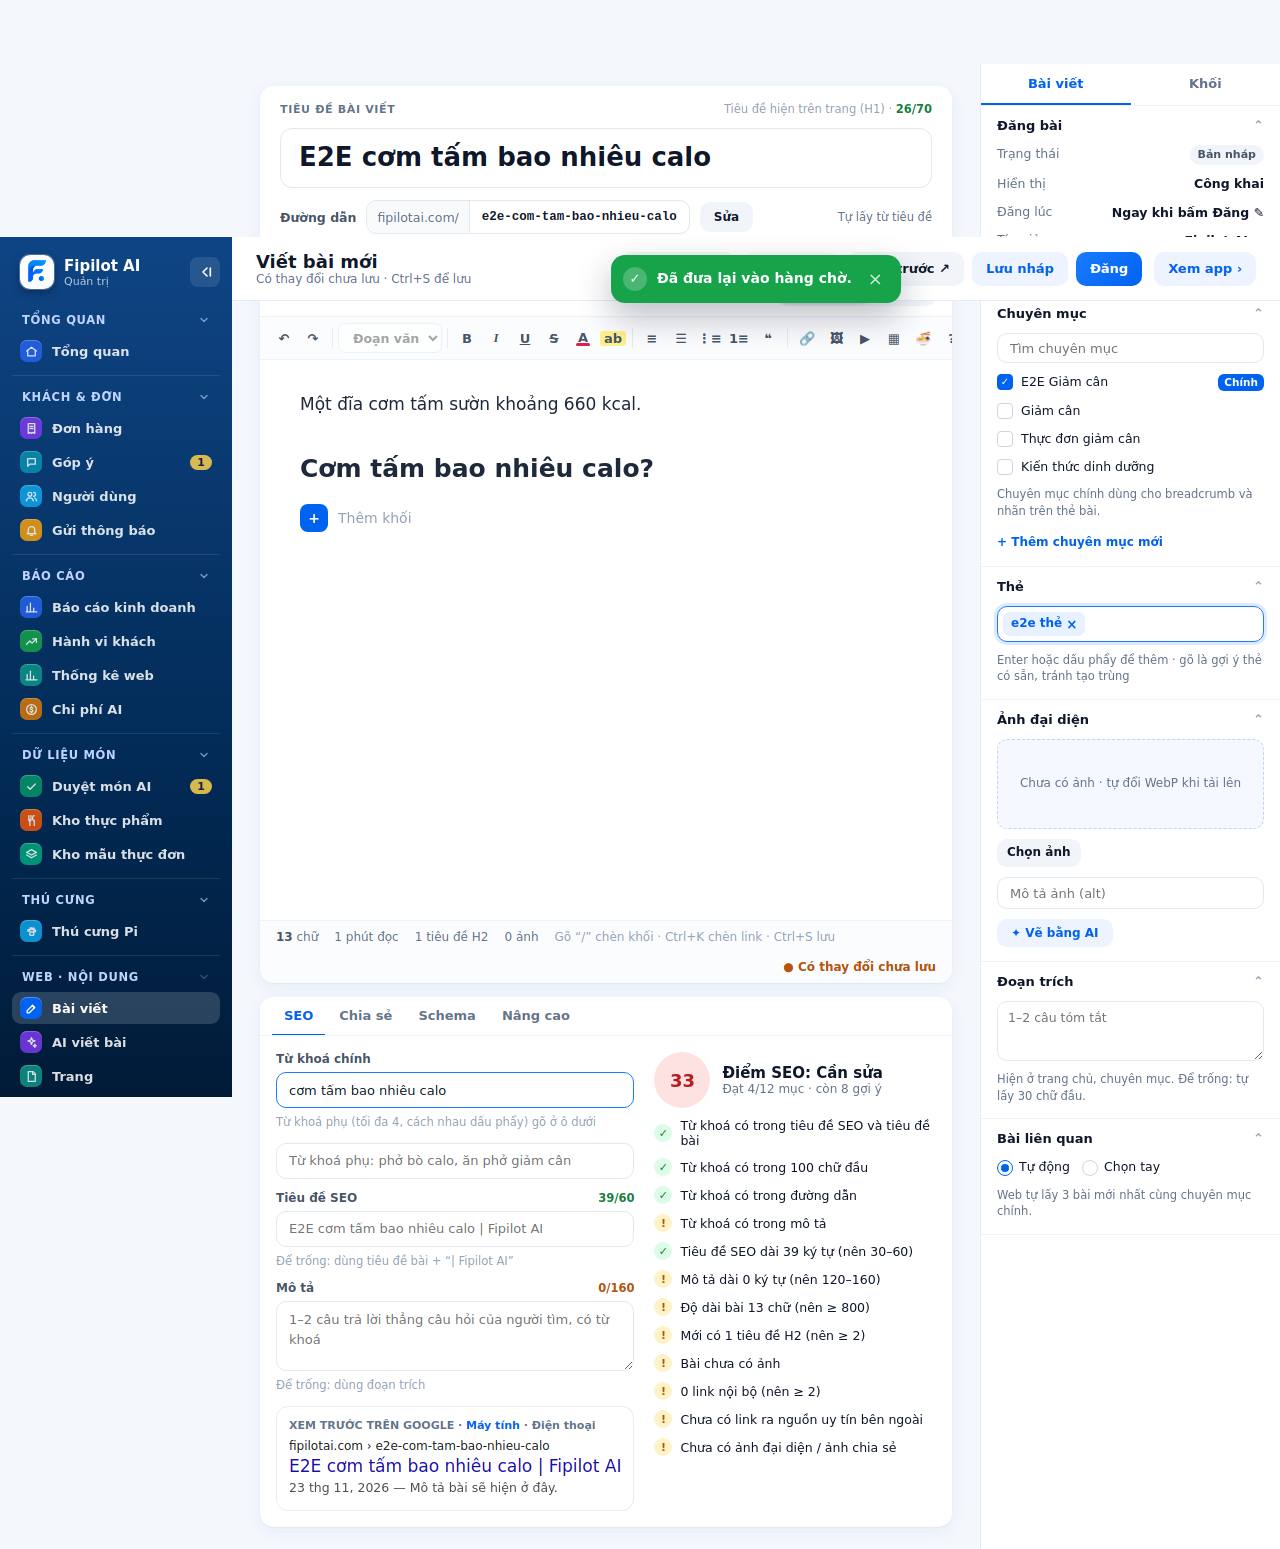 Bài viết
Khối
TIÊU ĐỀ BÀI VIẾT
Tiêu đề hiện trên trang (H1) · 26/70
E2E cơm tấm bao nhiêu calo
Đường dẫn
fipilotai.com/
e2e-com-tam-bao-nhieu-calo
Sửa
Tự lấy từ tiêu đề
Đăng bài
Trạng thái
Bản nháp
Hiển thị
Công khai
Đăng lúc
Ngay khi bấm Đăng ✎
Fipilot AI
Quản trị
Viết bài mới
Có thay đổi chưa lưu · Ctrl+S để lưu
✓ Đã đưa lại vào hàng chờ. ×
trước ↗
Lưu nháp
Đăng
Xem app ›
TỔNG QUAN
Tổng quan
KHÁCH & ĐƠN
Đơn hàng
Góp ý 1
Người dùng
Gửi thông báo
BÁO CÁO
Báo cáo kinh doanh
Hành vi khách
Thống kê web
Chi phí AI
DỮ LIỆU MÓN
Duyệt món AI 1
Kho thực phẩm
Kho mẫu thực đơn
THÚ CƯNG
Thú cưng Pi
WEB · NỘI DUNG
Bài viết
AI viết bài
Trang
Đoạn văn
B I U S A ab
Một đĩa cơm tấm sườn khoảng 660 kcal.
Cơm tấm bao nhiêu calo?
+ Thêm khối
13 chữ 1 phút đọc 1 tiêu đề H2 0 ảnh Gõ “/” chèn khối · Ctrl+K chèn link · Ctrl+S lưu
● Có thay đổi chưa lưu
Chuyên mục
Tìm chuyên mục
E2E Giảm cân
Chính
Giảm cân
Thực đơn giảm cân
Kiến thức dinh dưỡng
Chuyên mục chính dùng cho breadcrumb và
nhãn trên thẻ bài.
+ Thêm chuyên mục mới
Thẻ
e2e thẻ ×
Enter hoặc dấu phẩy để thêm · gõ là gợi ý thẻ
có sẵn, tránh tạo trùng
Ảnh đại diện
Chưa có ảnh · tự đổi WebP khi tải lên
Chọn ảnh
Mô tả ảnh (alt)
✦ Vẽ bằng AI
Đoạn trích
1–2 câu tóm tắt
Hiện ở trang chủ, chuyên mục. Để trống: tự
lấy 30 chữ đầu.
Bài liên quan
Tự động
Chọn tay
Web tự lấy 3 bài mới nhất cùng chuyên mục
chính.
SEO
Chia sẻ
Schema
Nâng cao
Từ khoá chính
cơm tấm bao nhiêu calo
Từ khoá phụ (tối đa 4, cách nhau dấu phẩy) gõ ở ô dưới
Từ khoá phụ: phở bò calo, ăn phở giảm cân
Tiêu đề SEO
39/60
E2E cơm tấm bao nhiêu calo | Fipilot AI
Để trống: dùng tiêu đề bài + “| Fipilot AI”
Mô tả
0/160
1–2 câu trả lời thẳng câu hỏi của người tìm, có từ
khoá
Để trống: dùng đoạn trích
XEM TRƯỚC TRÊN GOOGLE · Máy tính · Điện thoại
fipilotai.com › e2e-com-tam-bao-nhieu-calo
E2E cơm tấm bao nhiêu calo | Fipilot AI
23 thg 11, 2026 — Mô tả bài sẽ hiện ở đây.
33
Điểm SEO: Cần sửa
Đạt 4/12 mục · còn 8 gợi ý
✓ Từ khoá có trong tiêu đề SEO và tiêu đề
bài
✓ Từ khoá có trong 100 chữ đầu
✓ Từ khoá có trong đường dẫn
! Từ khoá có trong mô tả
✓ Tiêu đề SEO dài 39 ký tự (nên 30–60)
! Mô tả dài 0 ký tự (nên 120–160)
! Độ dài bài 13 chữ (nên ≥ 800)
! Mới có 1 tiêu đề H2 (nên ≥ 2)
! Bài chưa có ảnh
! 0 link nội bộ (nên ≥ 2)
! Chưa có link ra nguồn uy tín bên ngoài
! Chưa có ảnh đại diện / ảnh chia sẻ